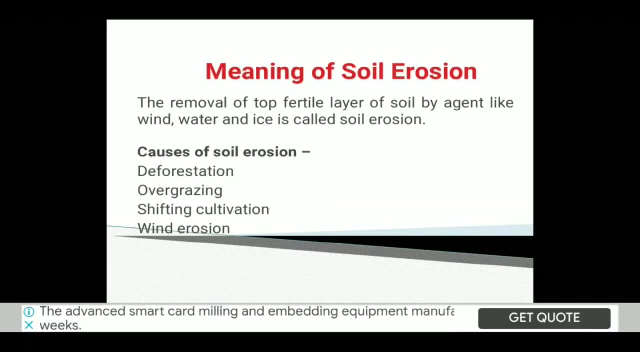 Meaning of Soil Erosion
The removal of top fertile layer of soil by agent like
wind, water and ice is called soil erosion.
Causes of soil erosion –
Deforestation
Overgrazing
Shifting cultivation
Wind erosion
The advanced smart card milling and embedding equipment
weeks.
GET QUOTE